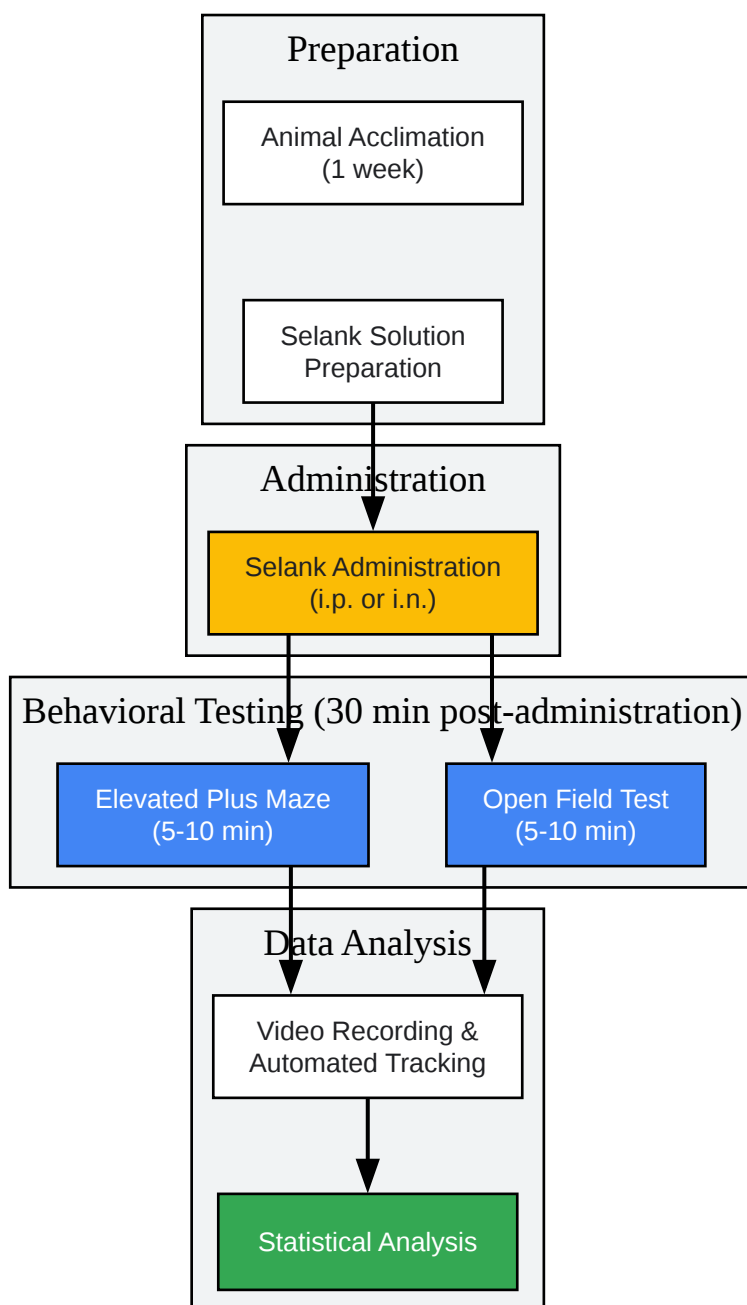 Preparation
Animal Acclimation
(1 week)
Selank Solution
Preparation
Administration
Selank Administration
(i.p. or i.n.)
Behavioral Testing (30 min post-administration)
Elevated Plus Maze
(5-10 min)
Open Field Test
(5-10 min)
Data Analysis
Video Recording &
Automated Tracking
Statistical Analysis